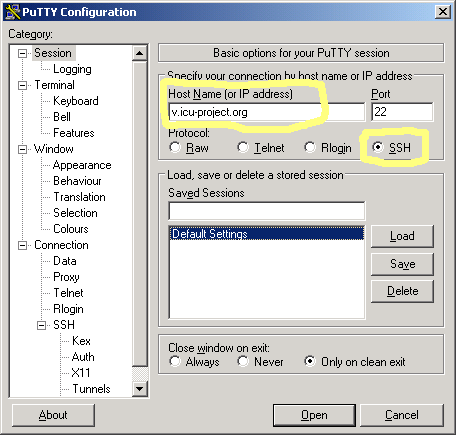 PuTTY Configuration
Category:
Session
Logging
Terminal
Keyboard
Bell
Features
Window
Appearance
Behaviour
Translation
Selection
Colours
Connection
Data
Proxy
Telnet
Rlogin
SSH
Kex
Auth
X11
Tunnels
Basic options for your PuTTY session
Specify your connection by host name or IP address
Host Name (or IP address) Port
v.icu-project.org 22
Protocol:
Raw Telnet Rlogin SSH
Load, save or delete a stored session
Saved Sessions
Default Settings
Load
Save
Delete
Close window on exit:
Always Never Only on clean exit
About Open Cancel